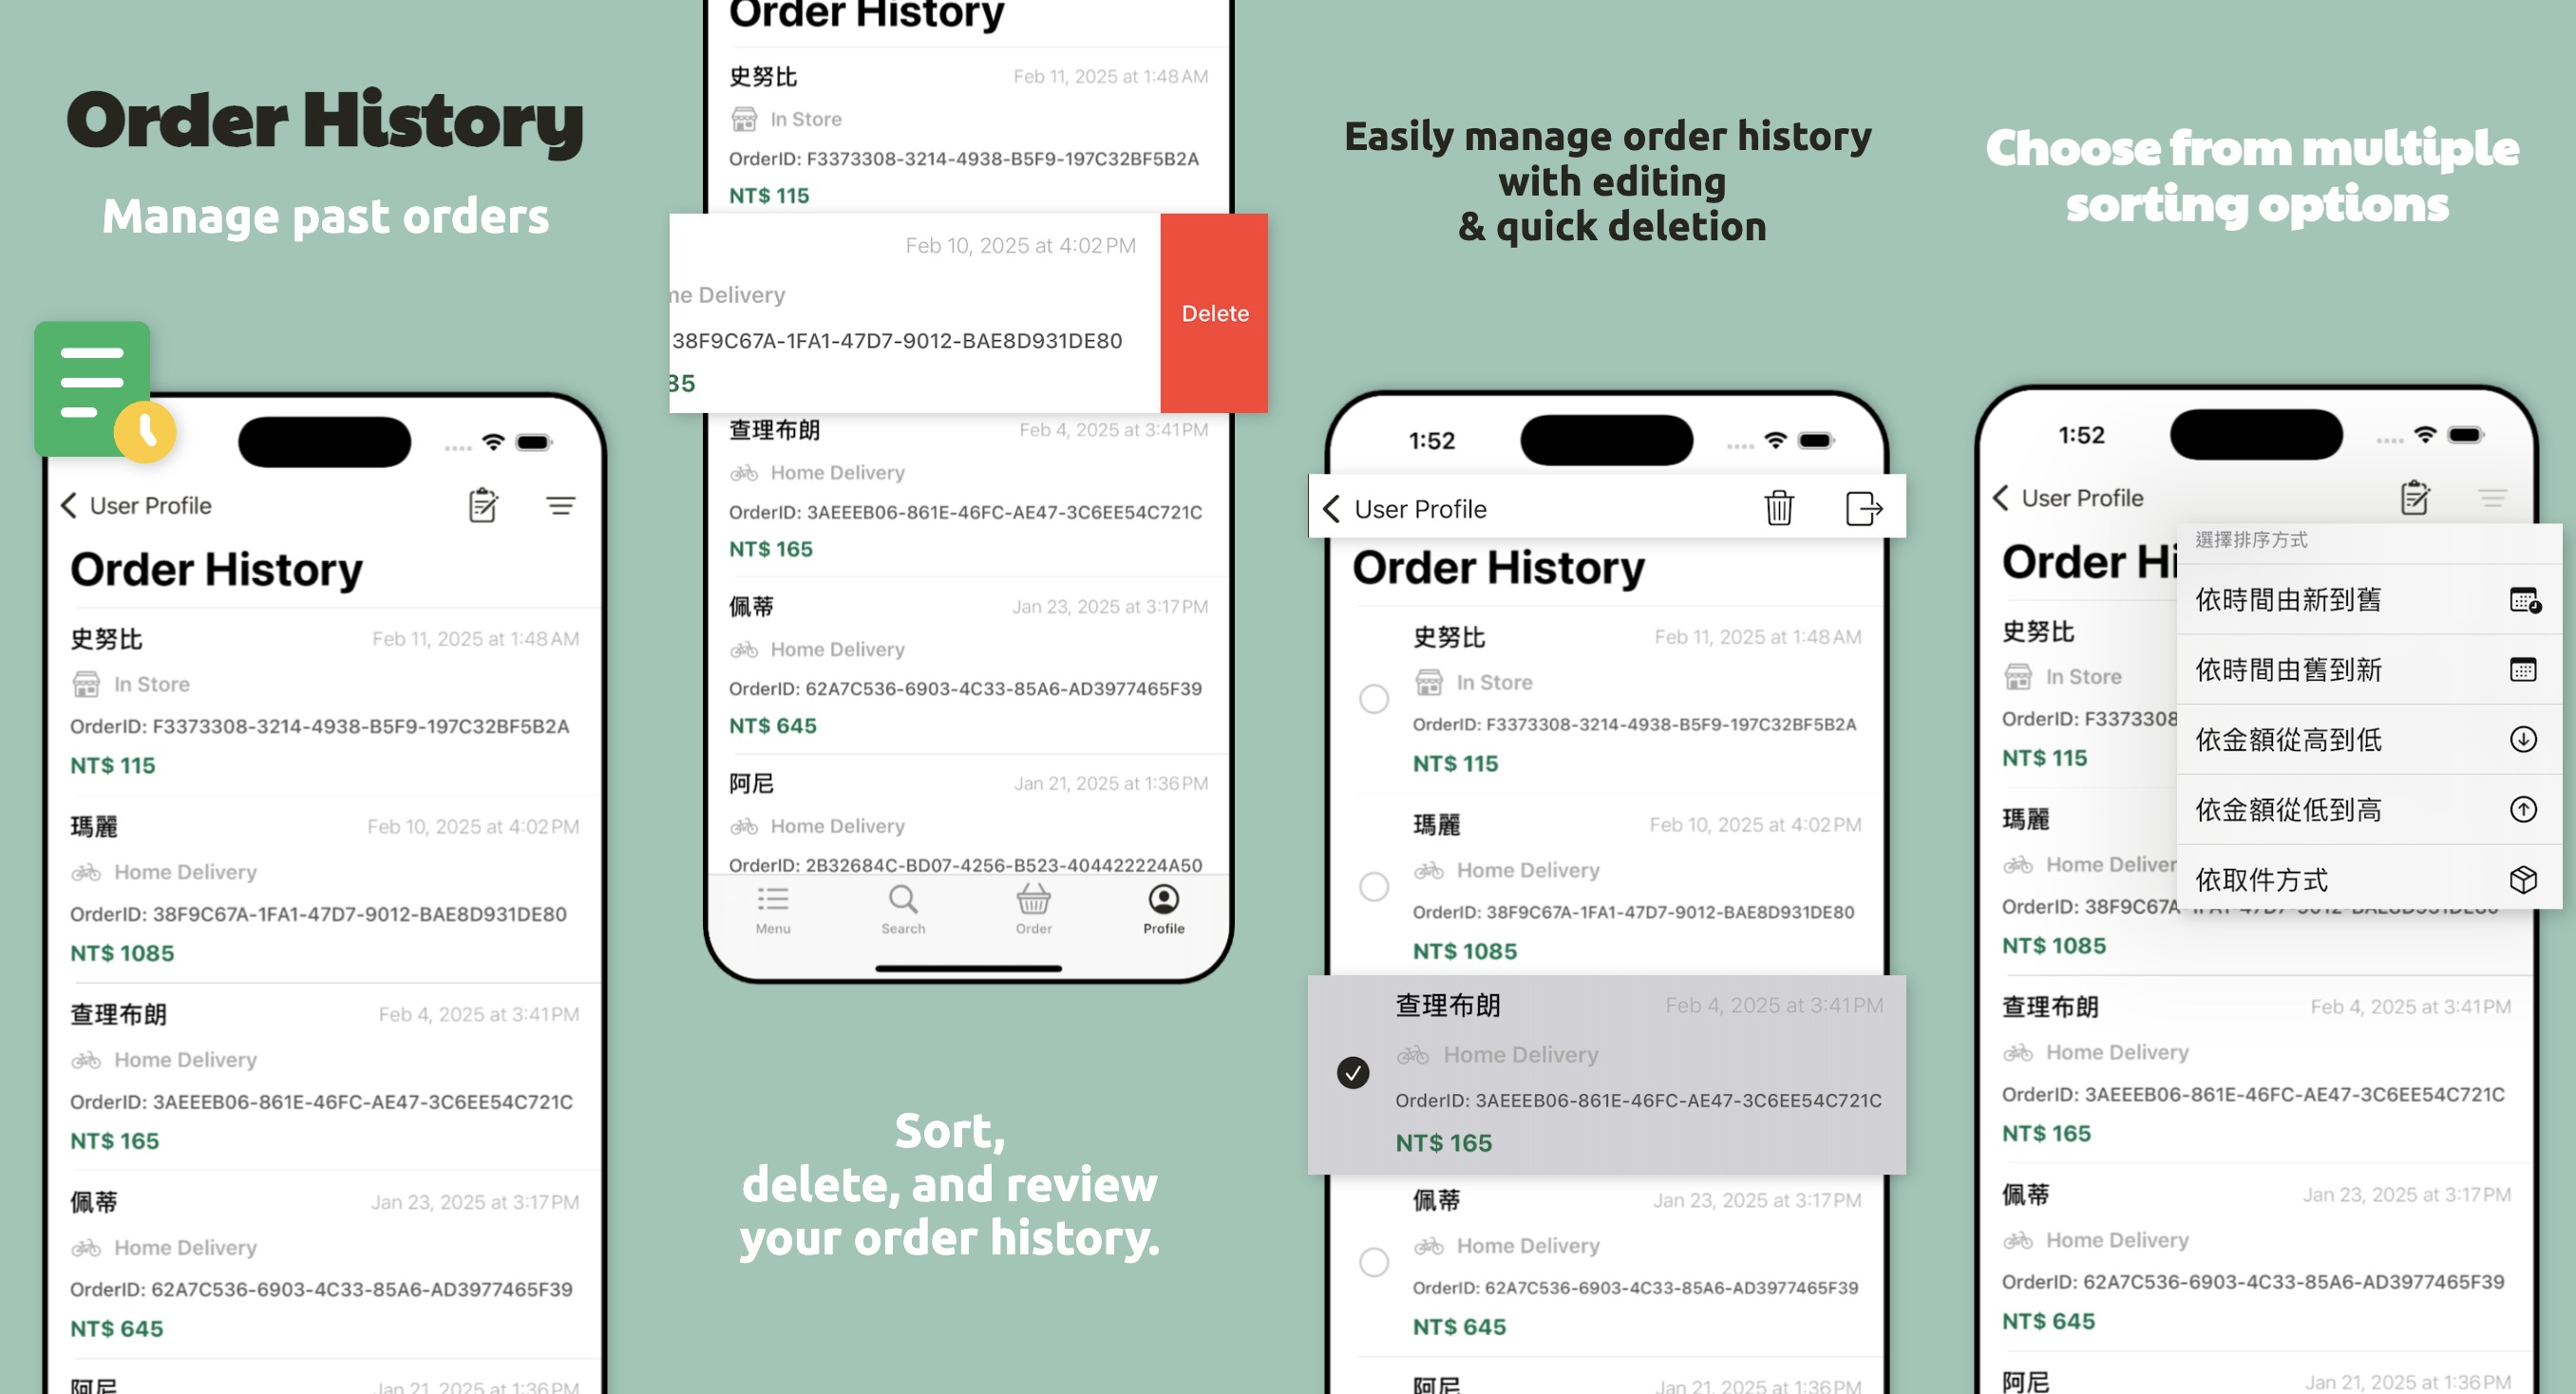 Order History
Manage past orders
User Profile
Order History
史努比
Feb 11, 2025 at 1:48 AM
In Store
OrderID: F3373308-3214-4938-B5F9-197C32BF5B2A
NT$ 115
瑪麗
Feb 10, 2025 at 4:02 PM
Home Delivery
OrderID: 38F9C67A-1FA1-47D7-9012-BAE8D931DE80
NT$ 1085
查理布朗
Feb 4, 2025 at 3:41 PM
Home Delivery
OrderID: 3AEEEB06-861E-46FC-AE47-3C6EE54C721C
NT$ 165
佩蒂
Jan 23, 2025 at 3:17 PM
Home Delivery
OrderID: 62A7C536-6903-4C33-85A6-AD3977465F39
NT$ 645
阿尼
Jan 21, 2025 at 1:36 PM
Order History
史努比
Feb 11, 2025 at 1:48 AM
In Store
OrderID: F3373308-3214-4938-B5F9-197C32BF5B2A
NT$ 115
Feb 10, 2025 at 4:02 PM
me Delivery
38F9C67A-1FA1-47D7-9012-BAE8D931DE80
85
Delete
查理布朗
Feb 4, 2025 at 3:41 PM
Home Delivery
OrderID: 3AEEEB06-861E-46FC-AE47-3C6EE54C721C
NT$ 165
佩蒂
Jan 23, 2025 at 3:17 PM
Home Delivery
OrderID: 62A7C536-6903-4C33-85A6-AD3977465F39
NT$ 645
阿尼
Jan 21, 2025 at 1:36 PM
Home Delivery
OrderID: 2B32684C-BD07-4256-B523-404422224A50
Menu
Search
Order
Profile
Sort,
delete, and review
your order history.
Easily manage order history
with editing
& quick deletion
1:52
User Profile
Order History
史努比
Feb 11, 2025 at 1:48 AM
In Store
OrderID: F3373308-3214-4938-B5F9-197C32BF5B2A
NT$ 115
瑪麗
Feb 10, 2025 at 4:02 PM
Home Delivery
OrderID: 38F9C67A-1FA1-47D7-9012-BAE8D931DE80
NT$ 1085
查理布朗
Feb 4, 2025 at 3:41 PM
Home Delivery
OrderID: 3AEEEB06-861E-46FC-AE47-3C6EE54C721C
NT$ 165
佩蒂
Jan 23, 2025 at 3:17 PM
Home Delivery
OrderID: 62A7C536-6903-4C33-85A6-AD3977465F39
NT$ 645
阿尼
Jan 21, 2025 at 1:36 PM
Choose from multiple
sorting options
1:52
User Profile
Order Hi
選擇排序方式
依時間由新到舊
依時間由舊到新
依金額從高到低
依金額從低到高
依取件方式
史努比
In Store
OrderID: F3373308
NT$ 115
瑪麗
Home Deliver
OrderID: 38F9C67A-1FA1-47D7-9012-BAE8D931DE80
NT$ 1085
查理布朗
Feb 4, 2025 at 3:41 PM
Home Delivery
OrderID: 3AEEEB06-861E-46FC-AE47-3C6EE54C721C
NT$ 165
佩蒂
Jan 23, 2025 at 3:17 PM
Home Delivery
OrderID: 62A7C536-6903-4C33-85A6-AD3977465F39
NT$ 645
阿尼
Jan 21, 2025 at 1:36 PM